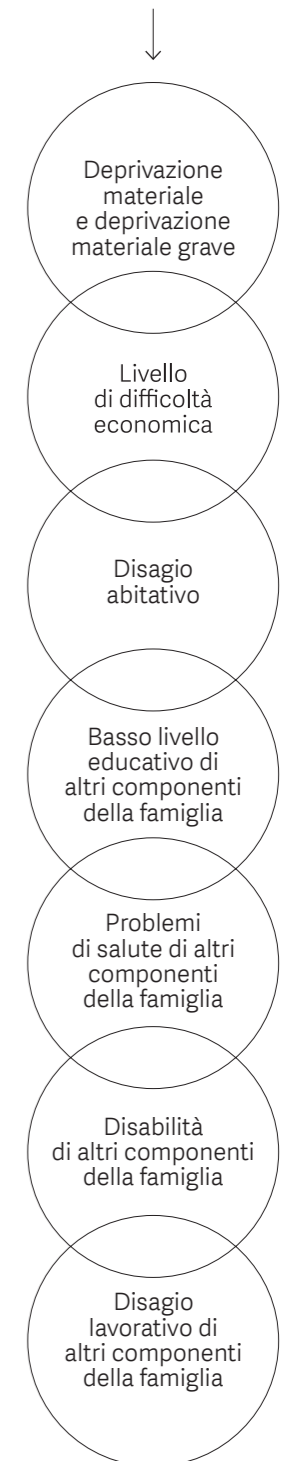 Deprivazione
materiale
e deprivazione
materiale grave
Livello
di difficoltà
economica
Disagio
abitativo
Basso livello
educativo di
altri componenti
della famiglia
Problemi
di salute di altri
componenti
della famiglia
Disabilità
di altri componenti
della famiglia
Disagio
lavorativo di
altri componenti
della famiglia